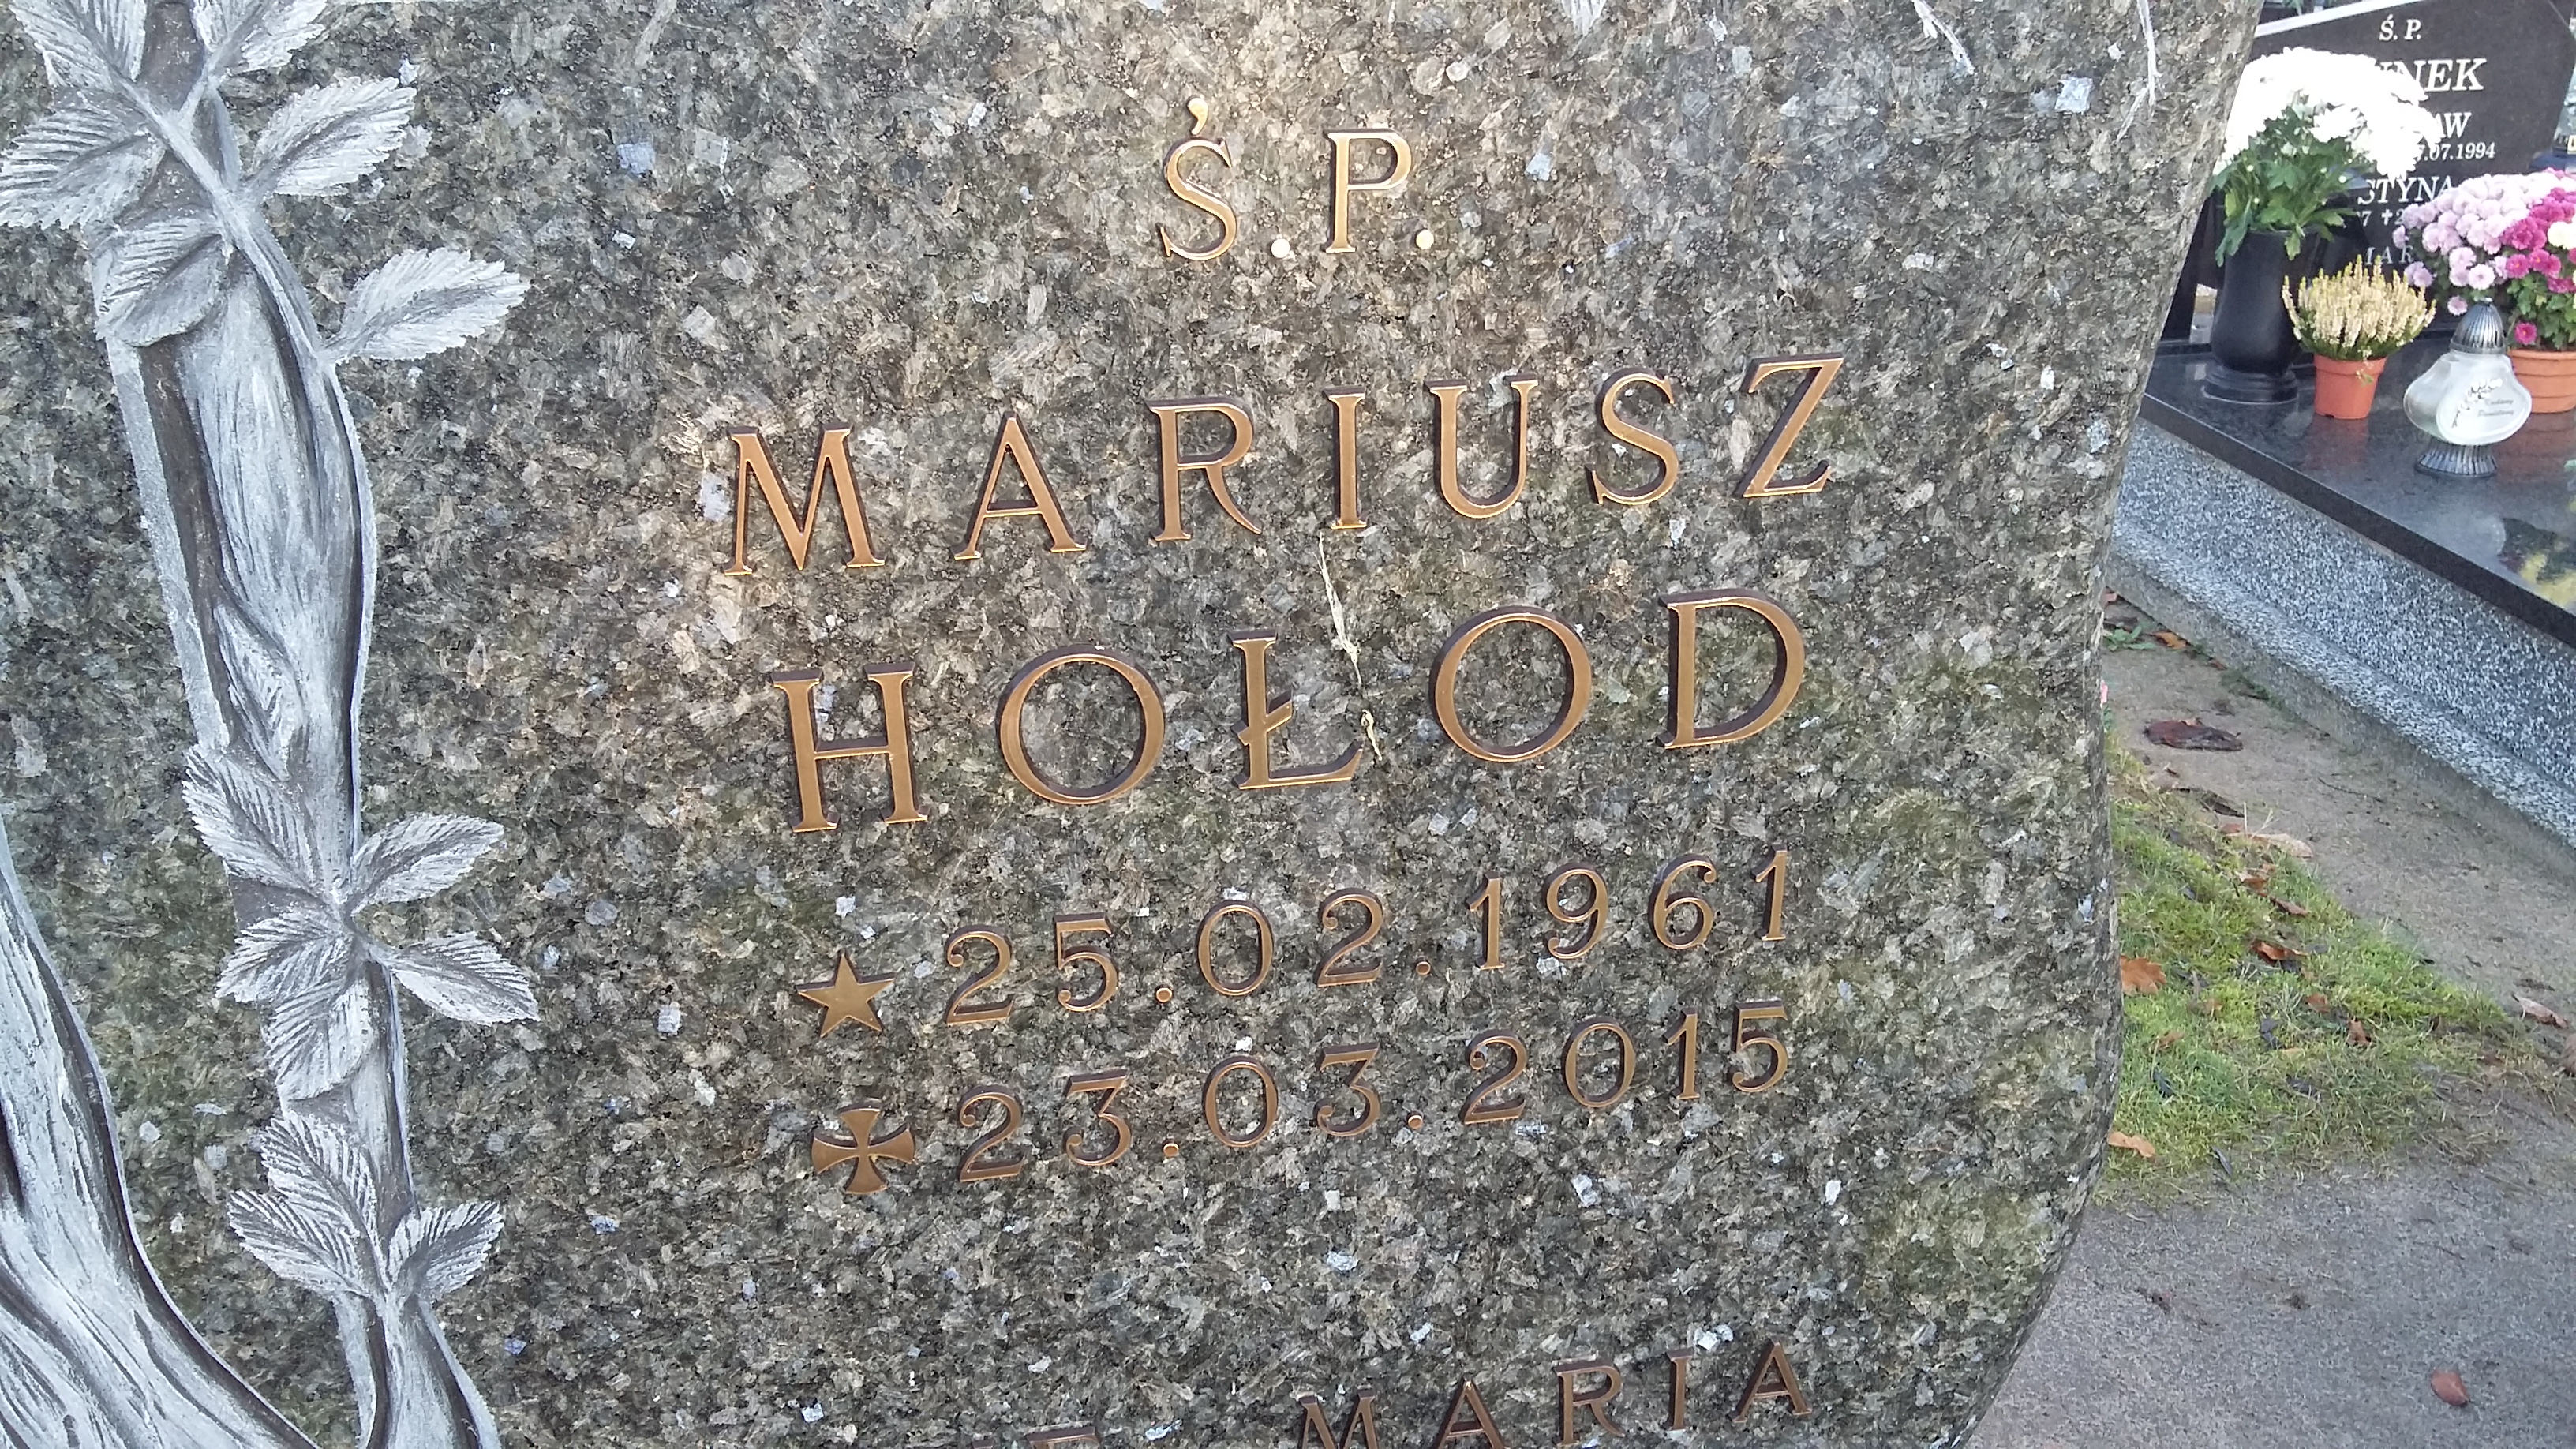 Ś.P.
MARIUSZ
HOŁOD
★ 25.02.1961
✠ 23.03.2015
MARIA
Ś. P.